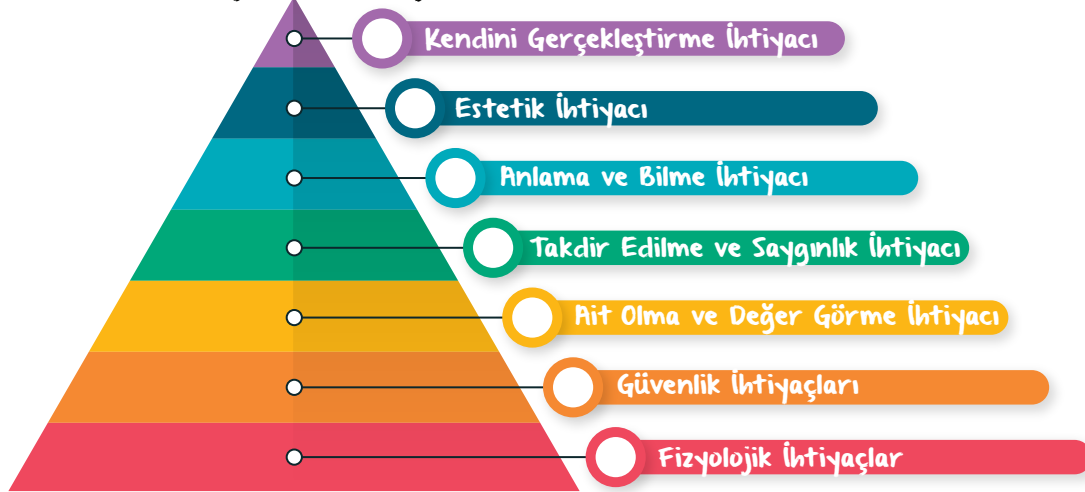 Kendini Gerçekleştirme İhtiyacı
Estetik İhtiyacı
Anlama ve Bilme İhtiyacı
Takdir Edilme ve Saygınlık İhtiyacı
Ait Olma ve Değer Görme İhtiyacı
Güvenlik İhtiyaçları
Fizyolojik İhtiyaçlar